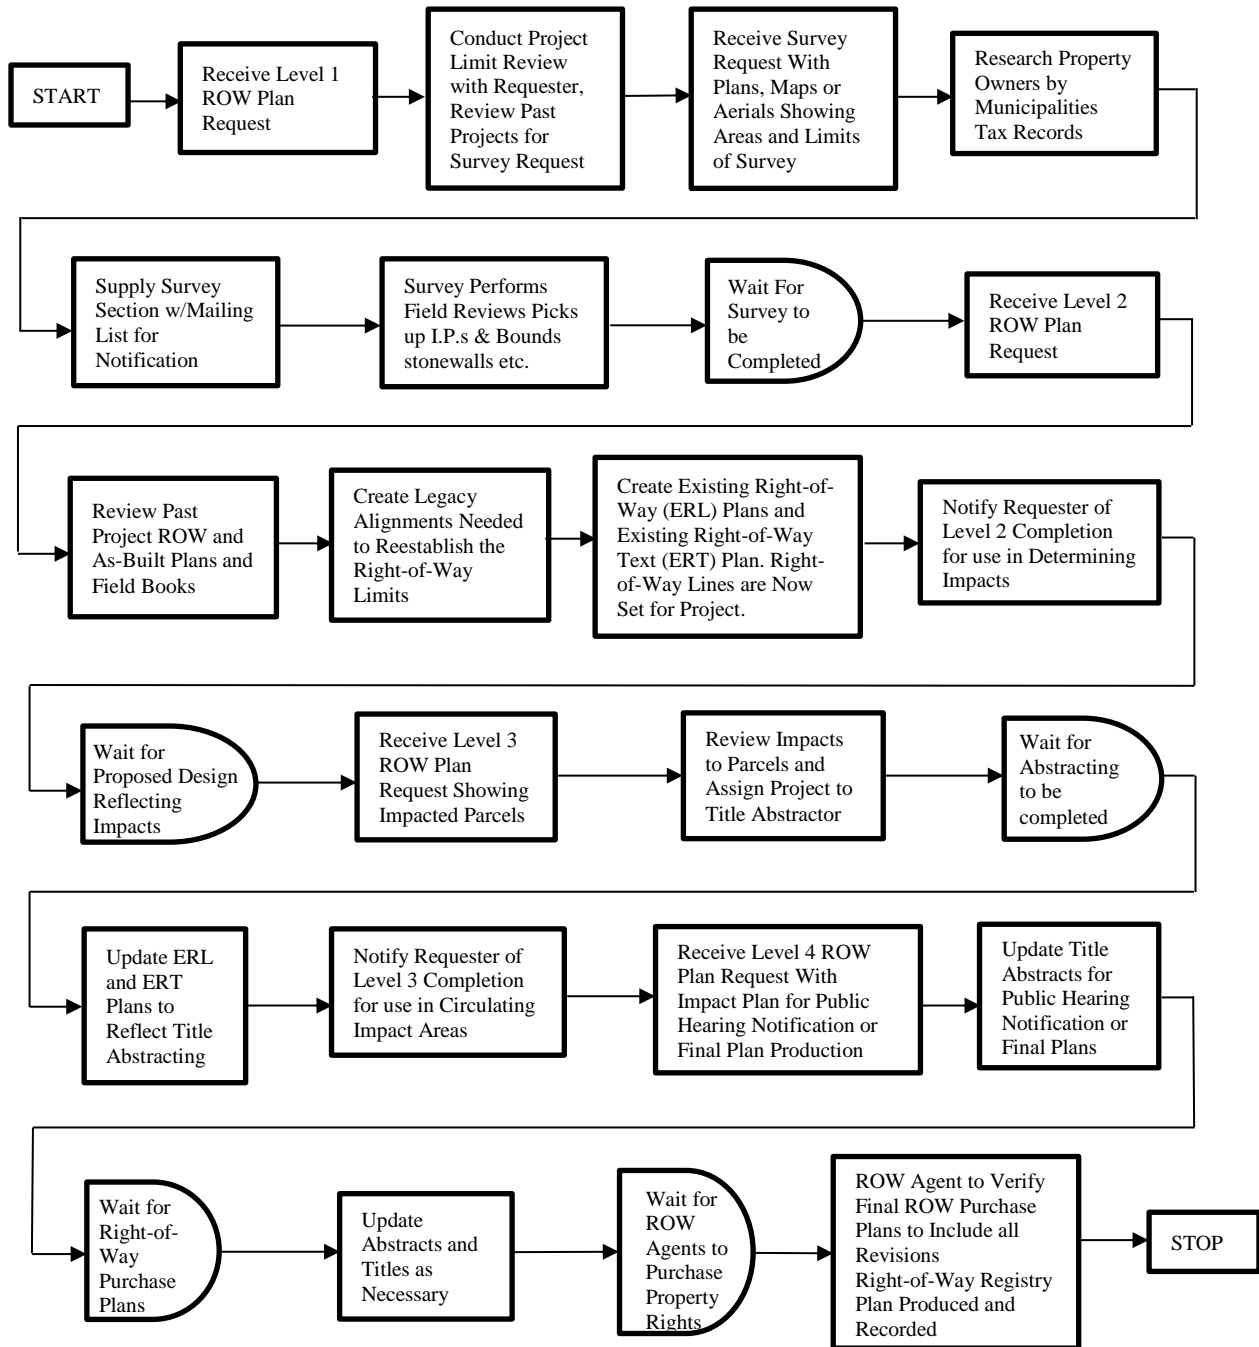 START
Receive Level 1
ROW Plan
Request
Conduct Project
Limit Review
with Requester,
Review Past
Projects for
Survey Request
Receive Survey
Request With
Plans, Maps or
Aerials Showing
Areas and Limits
of Survey
Research Property
Owners by
Municipalities
Tax Records
Supply Survey
Section w/Mailing
List for
Notification
Survey Performs
Field Reviews Picks
up I.P.s & Bounds
stonewalls etc.
Wait For
Survey to
be
Completed
Receive Level 2
ROW Plan
Request
Review Past
Project ROW and
As-Built Plans and
Field Books
Create Legacy
Alignments Needed
to Reestablish the
Right-of-Way
Limits
Create Existing Right-of-
Way (ERL) Plans and
Existing Right-of-Way
Text (ERT) Plan. Right-
of-Way Lines are Now
Set for Project.
Notify Requester of
Level 2 Completion
for use in Determining
Impacts
Wait for
Proposed Design
Reflecting
Impacts
Receive Level 3
ROW Plan
Request Showing
Impacted Parcels
Review Impacts
to Parcels and
Assign Project to
Title Abstractor
Wait for
Abstracting
to be
completed
Update ERL
and ERT
Plans to
Reflect Title
Abstracting
Notify Requester of
Level 3 Completion
for use in Circulating
Impact Areas
Receive Level 4 ROW
Plan Request With
Impact Plan for Public
Hearing Notification or
Final Plan Production
Update Title
Abstracts for
Public Hearing
Notification or
Final Plans
Wait for
Right-of-
Way
Purchase
Plans
Update
Abstracts and
Titles as
Necessary
Wait for
ROW
Agents to
Purchase
Property
Rights
ROW Agent to Verify
Final ROW Purchase
Plans to Include all
Revisions
Right-of-Way Registry
Plan Produced and
Recorded
STOP